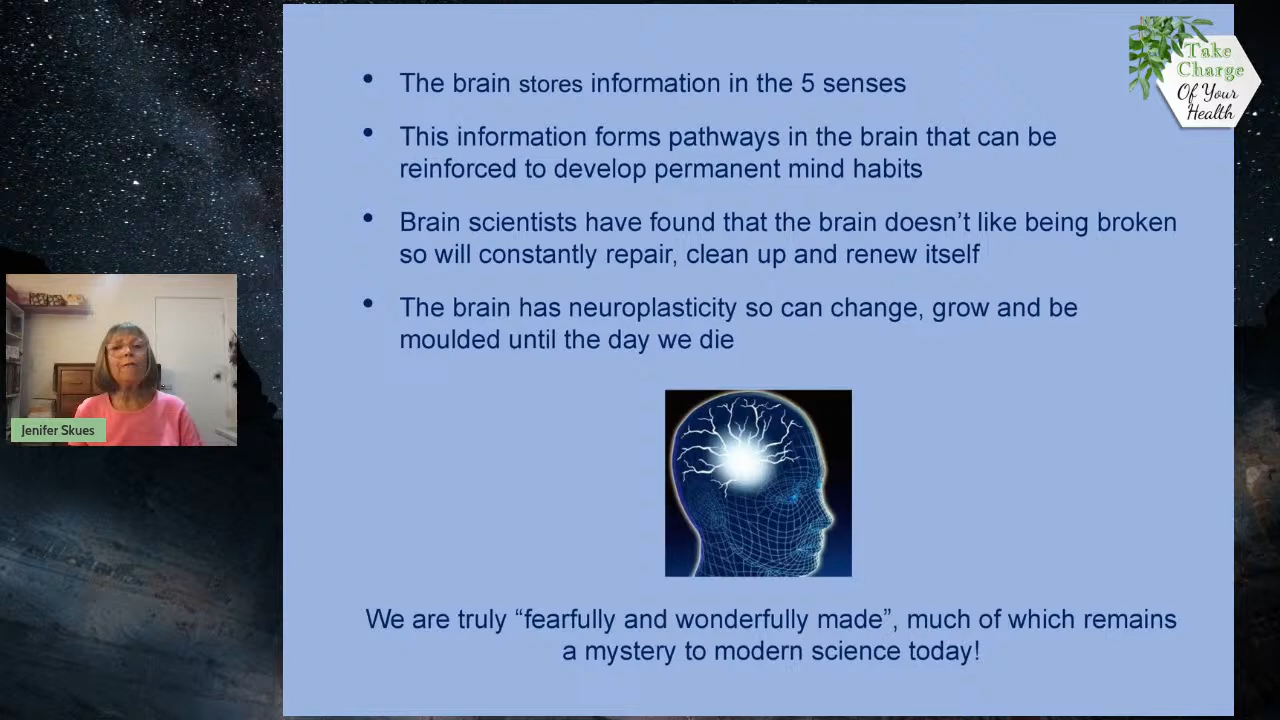 • The brain stores information in the 5 senses
• This information forms pathways in the brain that can be
reinforced to develop permanent mind habits
• Brain scientists have found that the brain doesn’t like being broken
so will constantly repair, clean up and renew itself
• The brain has neuroplasticity so can change, grow and be
moulded until the day we die
We are truly “fearfully and wonderfully made”, much of which remains
a mystery to modern science today!
Take
Charge
Of Your
Health
Jenifer Skues